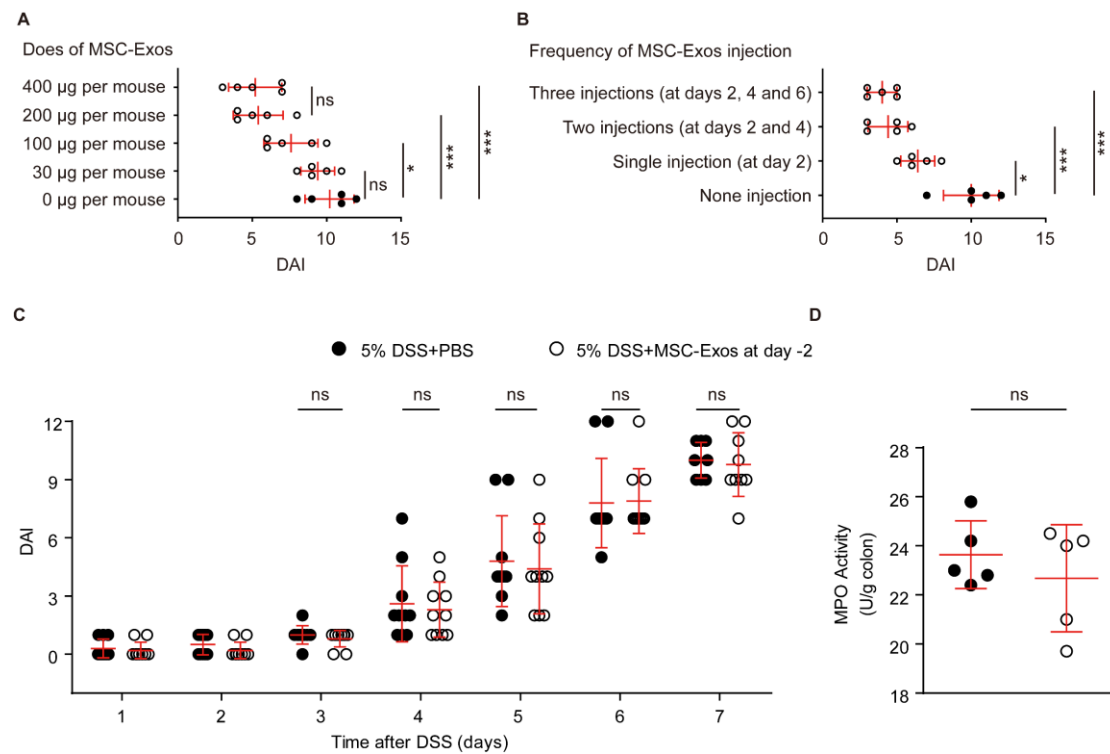 A
Does of MSC-Exos
400 µg per mouse
200 µg per mouse
100 µg per mouse
30 µg per mouse
0 µg per mouse
ns
ns
*
***
***
0 5 10 15
DAI
B
Frequency of MSC-Exos injection
Three injections (at days 2, 4 and 6)
Two injections (at days 2 and 4)
Single injection (at day 2)
None injection
*
***
***
0 5 10 15
DAI
C
5% DSS+PBS
5% DSS+MSC-Exos at day -2
ns ns ns ns ns
12
9
6
3
0
DAI
1 2 3 4 5 6 7
Time after DSS (days)
D
ns
28
26
24
22
20
18
MPO Activity
(U/g colon)